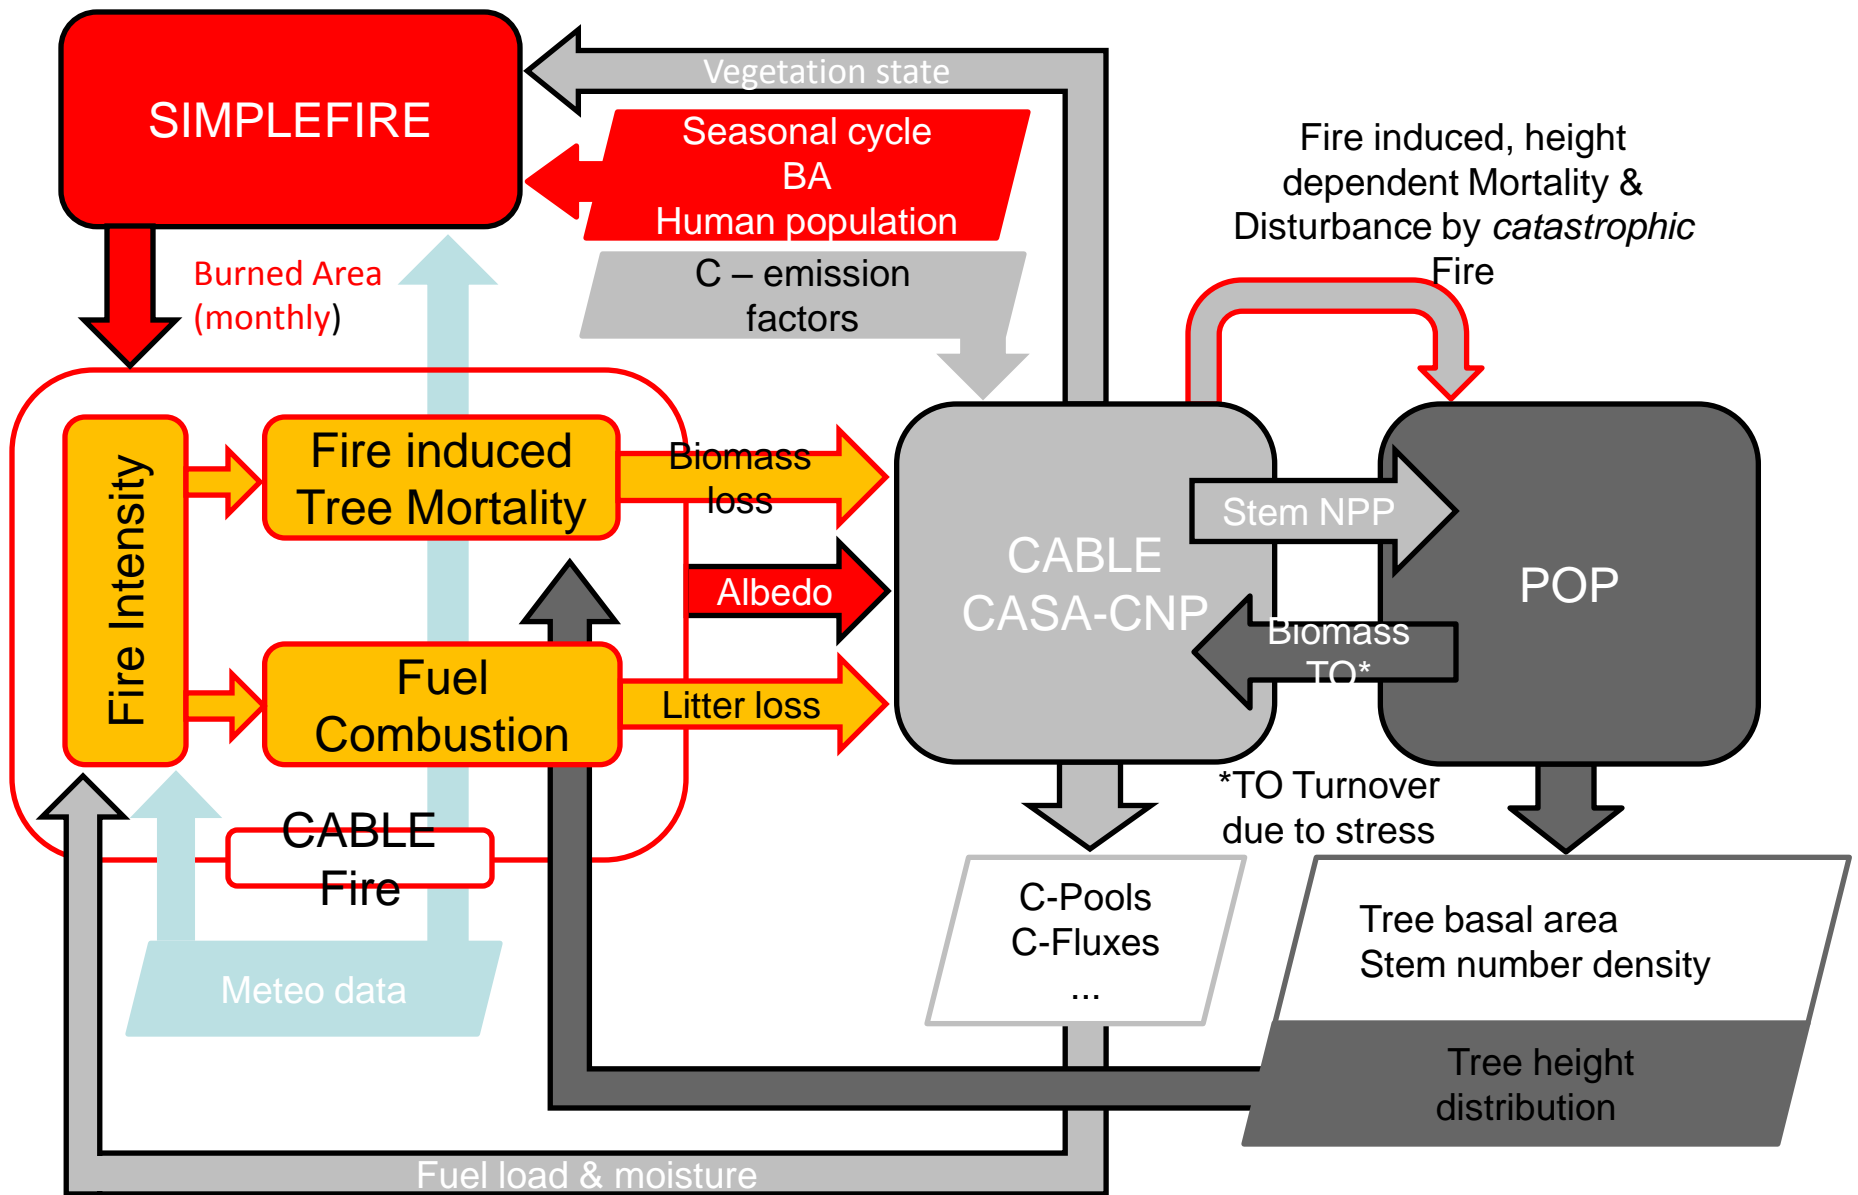 Vegetation state
SIMPLEFIRE
Seasonal cycle
BA
Human population
Fire induced, height
dependent Mortality &
Disturbance by catastrophic
Fire
Burned Area
(monthly)
C – emission
factors
Fire Intensity
Fire induced
Tree Mortality
Biomass
loss
Stem NPP
CABLE
CASA-CNP
POP
Albedo
Biomass
TO*
Fuel
Combustion
Litter loss
*TO Turnover
due to stress
CABLE
Fire
C-Pools
C-Fluxes
...
Tree basal area
Stem number density
Meteo data
Tree height
distribution
Fuel load & moisture